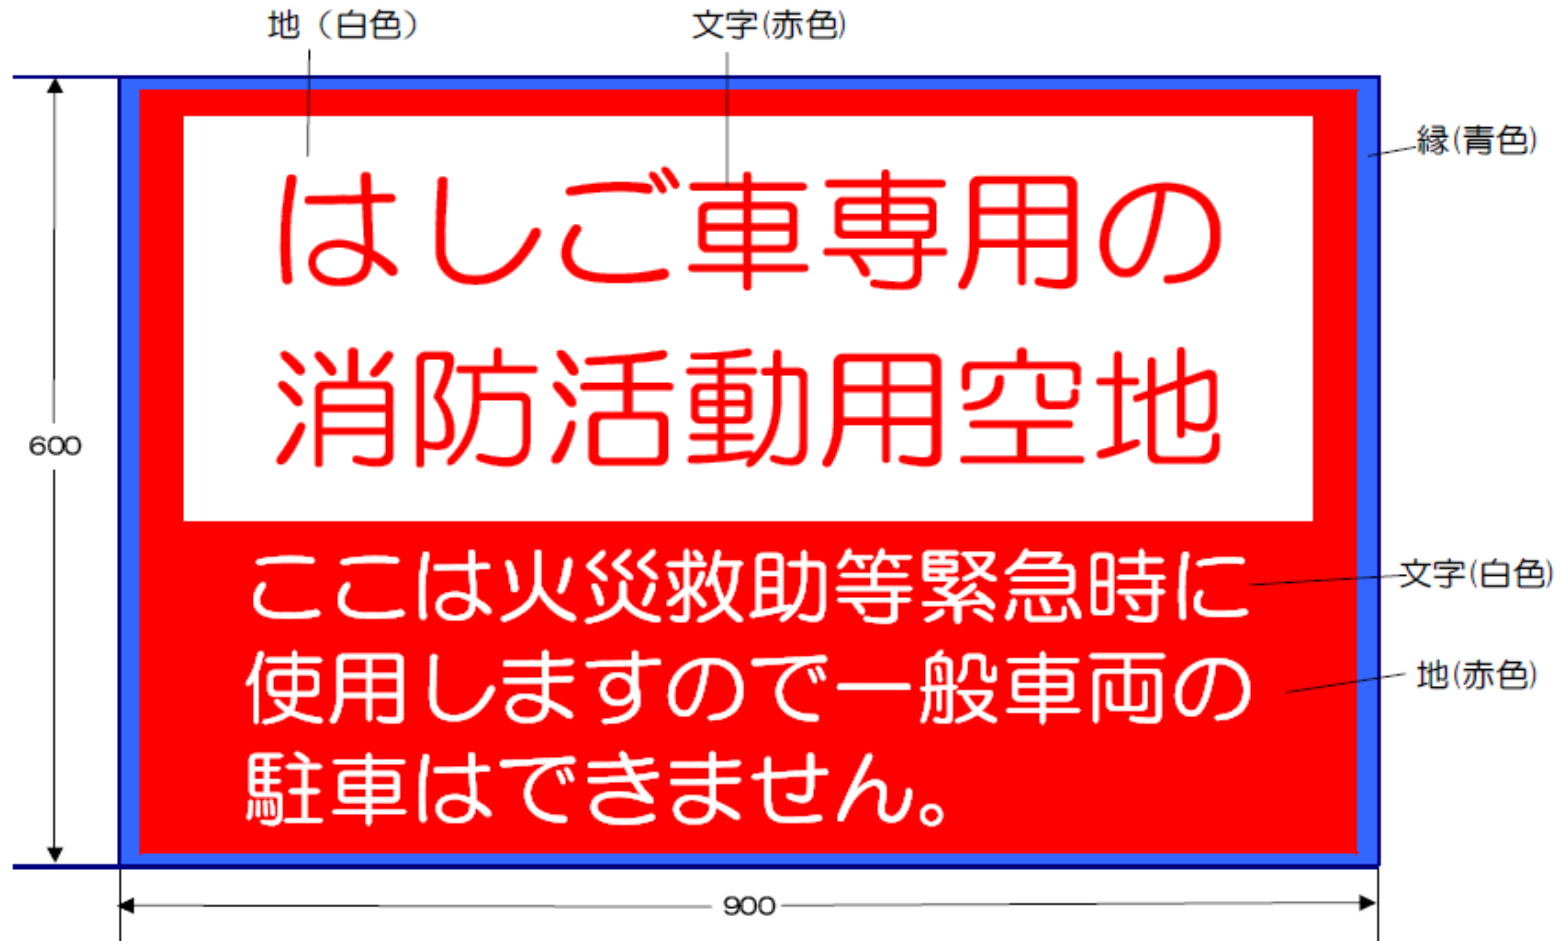 地（白色）
文字(赤色)
縁(青色)
はしご車専用の
消防活動用空地
600
ここは火災救助等緊急時に
文字(白色)
使用しますので一般車両の
地(赤色)
駐車はできません。
900